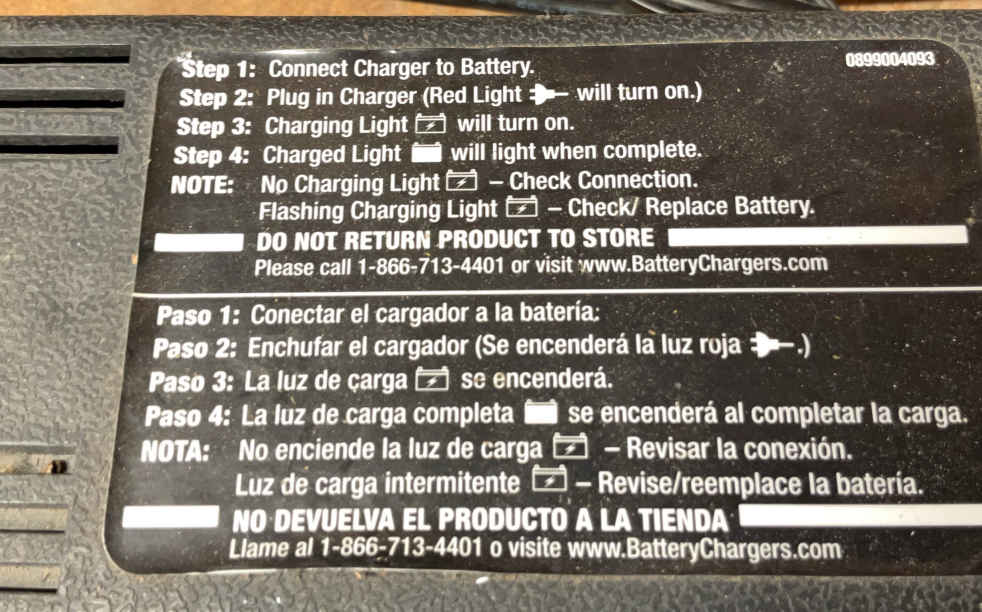 0899004093
Step 1: Connect Charger to Battery.
Step 2: Plug in Charger (Red Light will turn on.)
Step 3: Charging Light will turn on.
Step 4: Charged Light will light when complete.
NOTE: No Charging Light – Check Connection.
Flashing Charging Light – Check/ Replace Battery.
DO NOT RETURN PRODUCT TO STORE
Please call 1-866-713-4401 or visit www.BatteryChargers.com
Paso 1: Conectar el cargador a la batería.
Paso 2: Enchufar el cargador (Se encenderá la luz roja .)
Paso 3: La luz de carga se encenderá.
Paso 4: La luz de carga completa se encenderá al completar la carga.
NOTA: No enciende la luz de carga – Revisar la conexión.
Luz de carga intermitente – Revise/reemplace la batería.
NO DEVUELVA EL PRODUCTO A LA TIENDA
Llame al 1-866-713-4401 o visite www.BatteryChargers.com